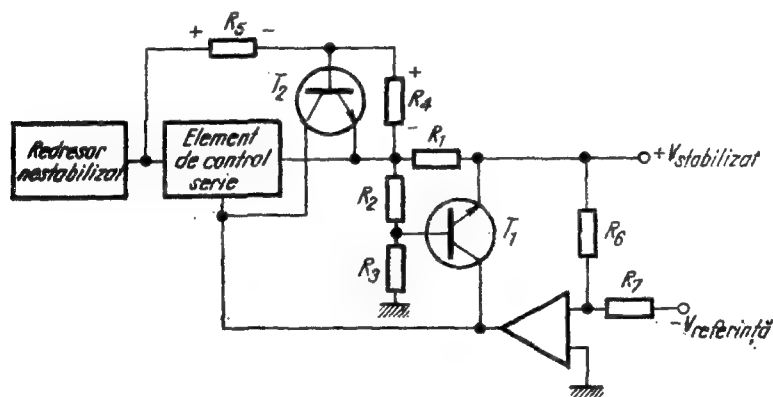 + R5 -
T2
+
R4
-
Redresor
nestabilizat
Element
de control
serie
R1
+Vstabilizat
R2
T1
R6
R3
R7
-Vreferință